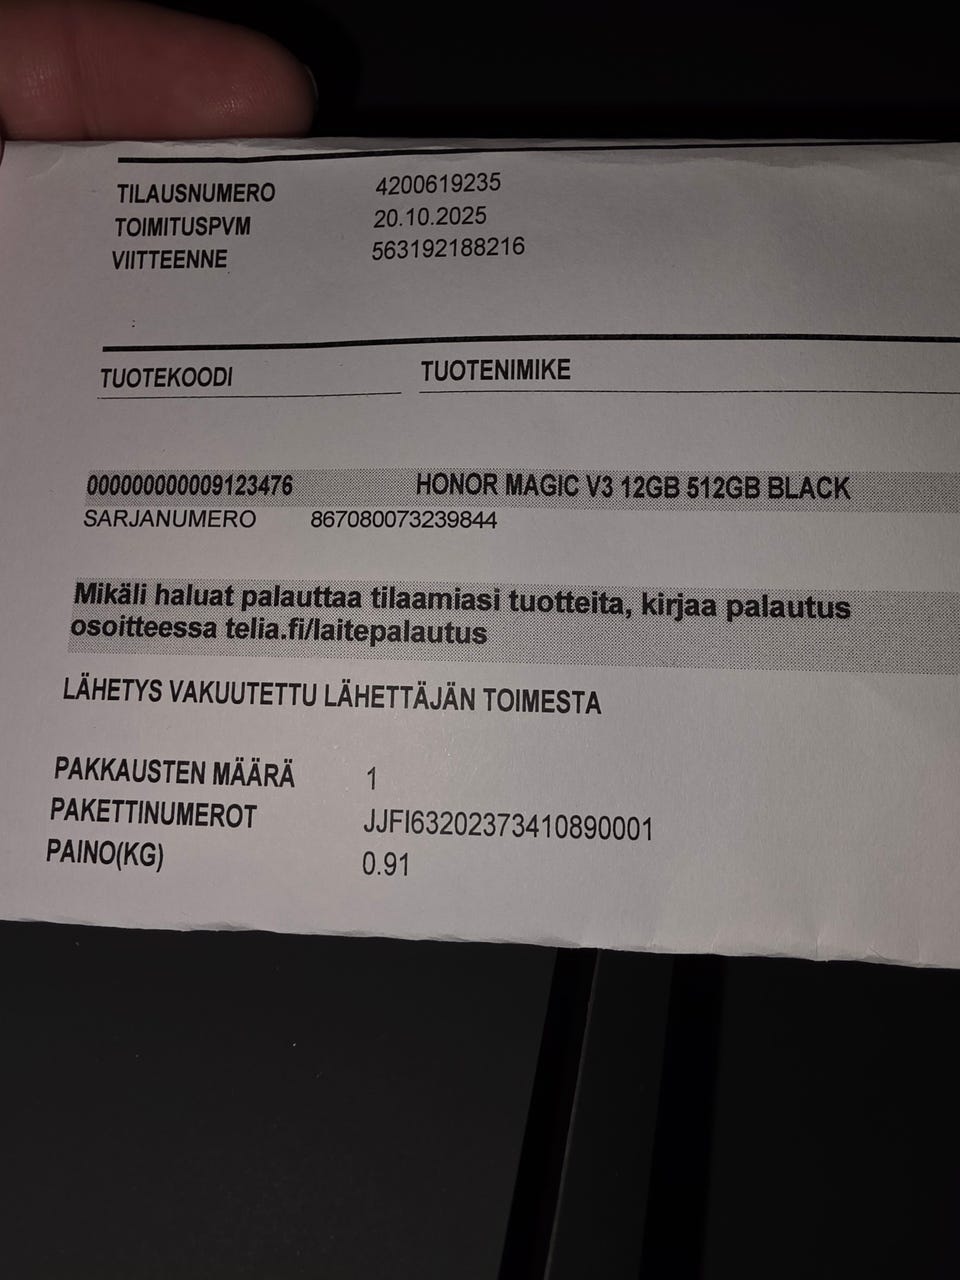 TILAUSNUMERO 4200619235
TOIMITUSPVM 20.10.2025
VIITTEENNE 563192188216
:
TUOTEKOODI TUOTENIMIKE
000000000009123476 HONOR MAGIC V3 12GB 512GB BLACK
SARJANUMERO 867080073239844
Mikäli haluat palauttaa tilaamiasi tuotteita, kirjaa palautus
osoitteessa telia.fi/laitepalautus
LÄHETYS VAKUUTETTU LÄHETTÄJÄN TOIMESTA
PAKKAUSTEN MÄÄRÄ 1
PAKETTINUMEROT JJFI63202373410890001
PAINO(KG) 0.91